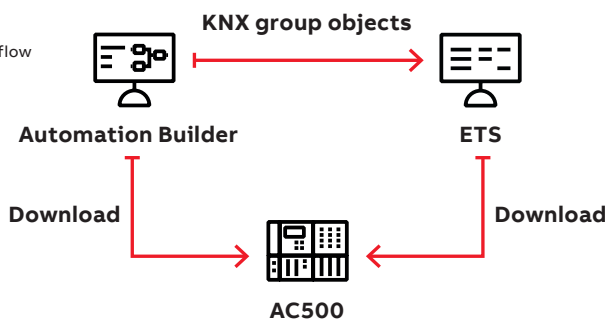 KNX group objects
flow
Automation Builder
ETS
Download
Download
AC500